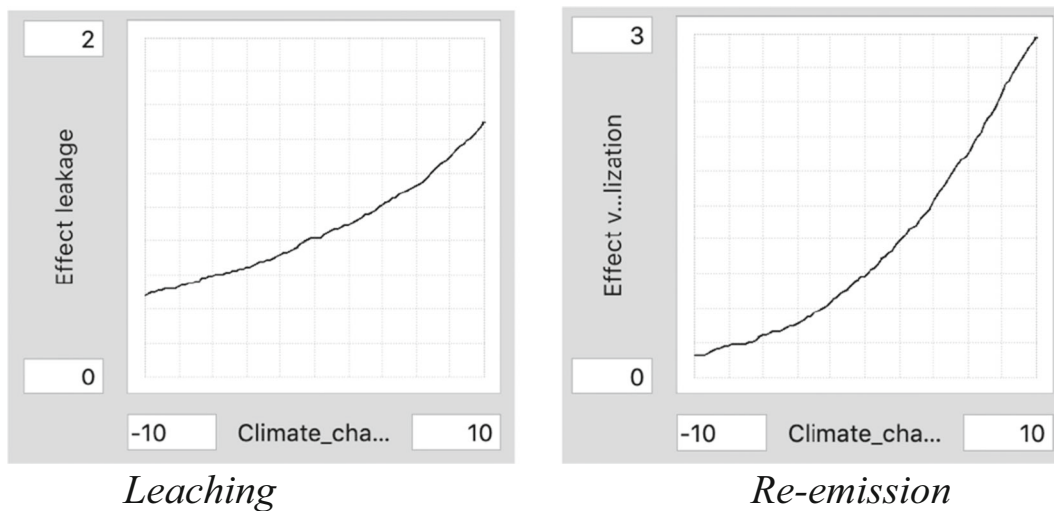 2
Effect leakage
0
-10 Climate_cha... 10
Leaching
3
Effect v...lization
0
-10 Climate_cha... 10
Re-emission